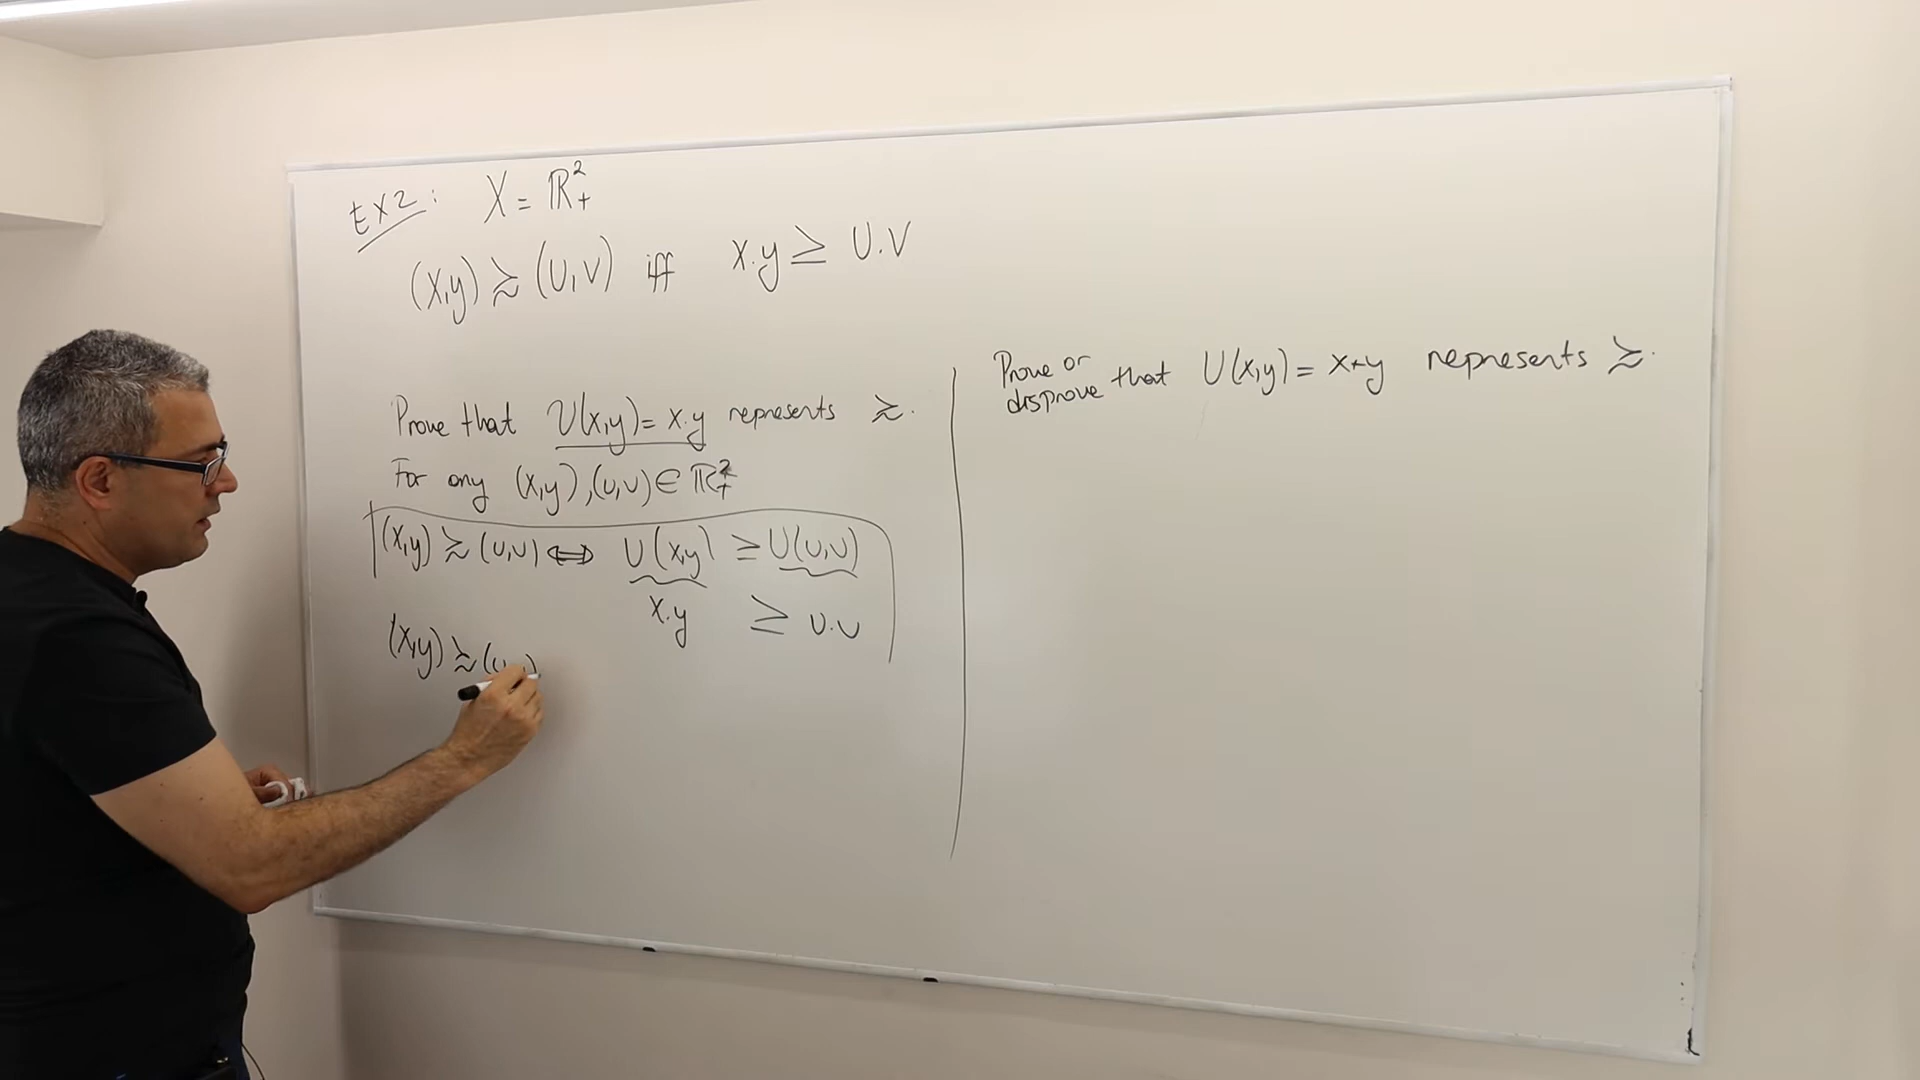 Ex2: X = ℝ²₊
(x,y) ≿ (U,V) iff x.y ≥ U.V
Prove that U(x,y) = x.y represents ≿.
For any (x,y),(u,v) ∈ ℝ²₊
(x,y) ≿ (u,v) ⟺ U(x,y) ≥ U(u,v)
x.y ≥ u.v
(x,y) ≿ (u
Prove or
disprove that U(x,y) = x+y represents ≿.